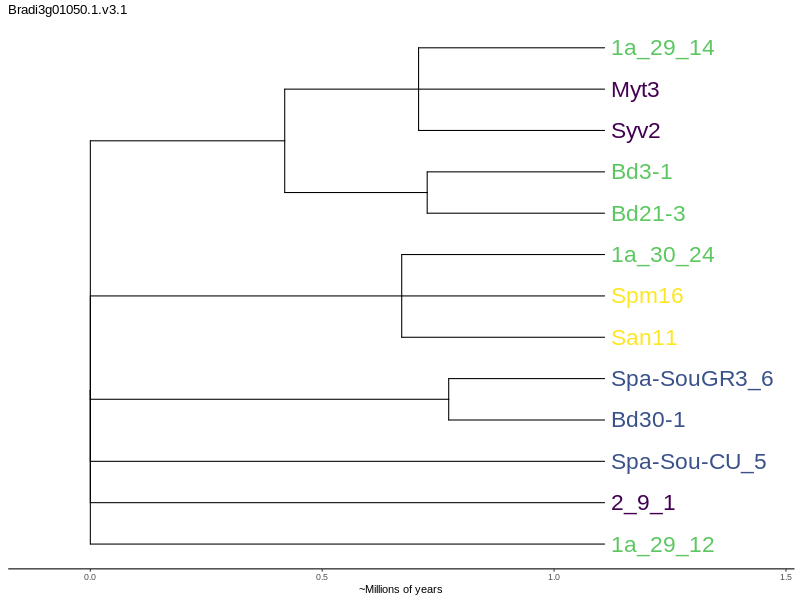 Bradi3g01050.1.v3.1
1a_29_14
Myt3
Syv2
Bd3-1
Bd21-3
1a_30_24
Spm16
San11
Spa-SouGR3_6
Bd30-1
Spa-Sou-CU_5
2_9_1
1a_29_12
0.0 0.5 1.0 1.5
~Millions of years